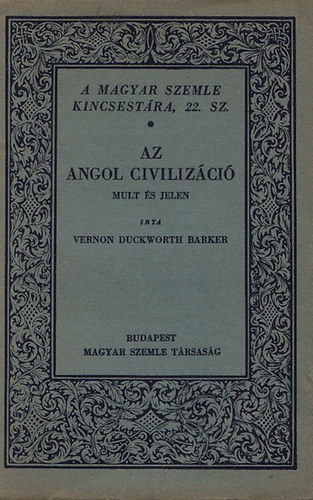 A MAGYAR SZEMLE
KINCSESTÁRA, 22. SZ.
AZ
ANGOL CIVILIZÁCIÓ
MULT ÉS JELEN
IRTA
VERNON DUCKWORTH BARKER
BUDAPEST
MAGYAR SZEMLE TÁRSASÁG